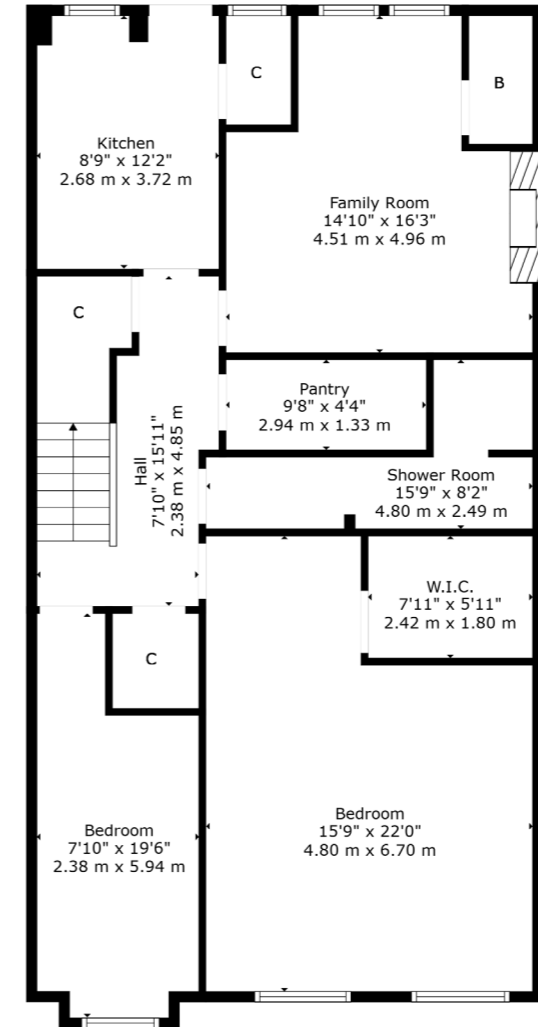 C
B
Kitchen
8'9" x 12'2"
2.68 m x 3.72 m
Family Room
14'10" x 16'3"
4.51 m x 4.96 m
C
Pantry
9'8" x 4'4"
2.94 m x 1.33 m
Hall
7'10" x 15'11"
2.38 m x 4.85 m
Shower Room
15'9" x 8'2"
4.80 m x 2.49 m
W.I.C.
7'11" x 5'11"
2.42 m x 1.80 m
C
Bedroom
7'10" x 19'6"
2.38 m x 5.94 m
Bedroom
15'9" x 22'0"
4.80 m x 6.70 m